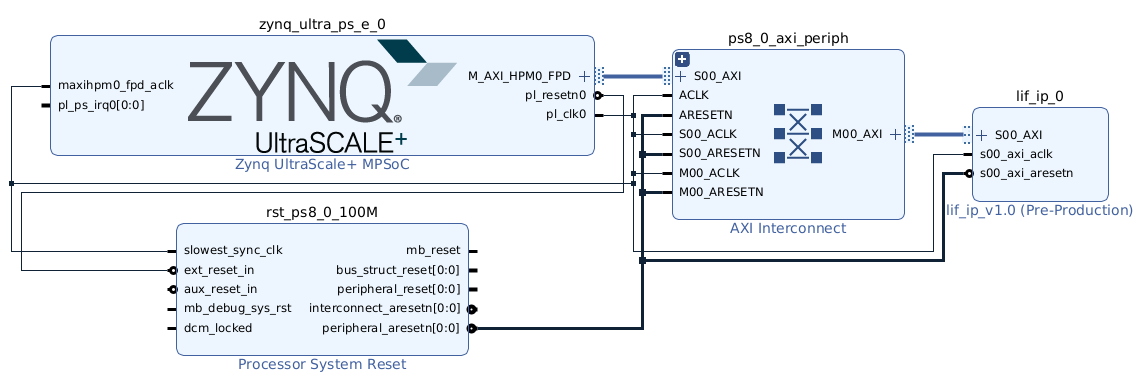 zynq_ultra_ps_e_0
maxihpm0_fpd_aclk
pl_ps_irq0[0:0]
ZYNQ®
UltraSCALE+
M_AXI_HPM0_FPD
pl_resetn0
pl_clk0
Zynq UltraScale+ MPSoC
ps8_0_axi_periph
S00_AXI
ACLK
ARESETN
S00_ACLK
S00_ARESETN
M00_ACLK
M00_ARESETN
M00_AXI
AXI Interconnect
lif_ip_0
S00_AXI
s00_axi_aclk
s00_axi_aresetn
lif_ip_v1.0 (Pre-Production)
rst_ps8_0_100M
slowest_sync_clk
ext_reset_in
aux_reset_in
mb_debug_sys_rst
dcm_locked
mb_reset
bus_struct_reset[0:0]
peripheral_reset[0:0]
interconnect_aresetn[0:0]
peripheral_aresetn[0:0]
Processor System Reset